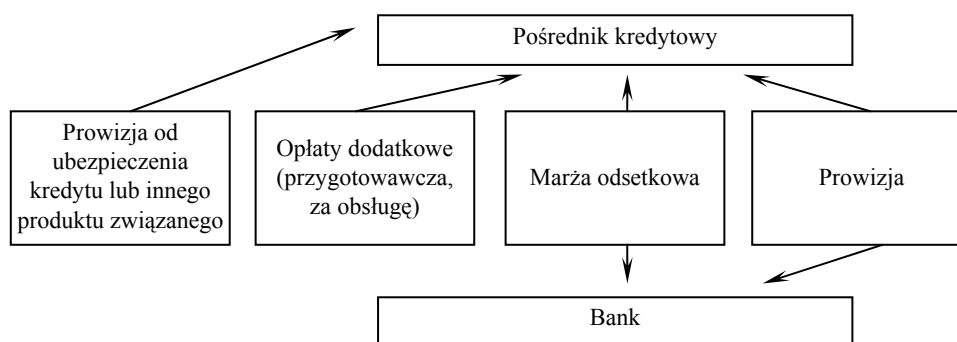 Pośrednik kredytowy
Prowizja od
ubezpieczenia
kredytu lub innego
produktu związanego
Opłaty dodatkowe
(przygotowawcza,
za obsługę)
Marża odsetkowa
Prowizja
Bank